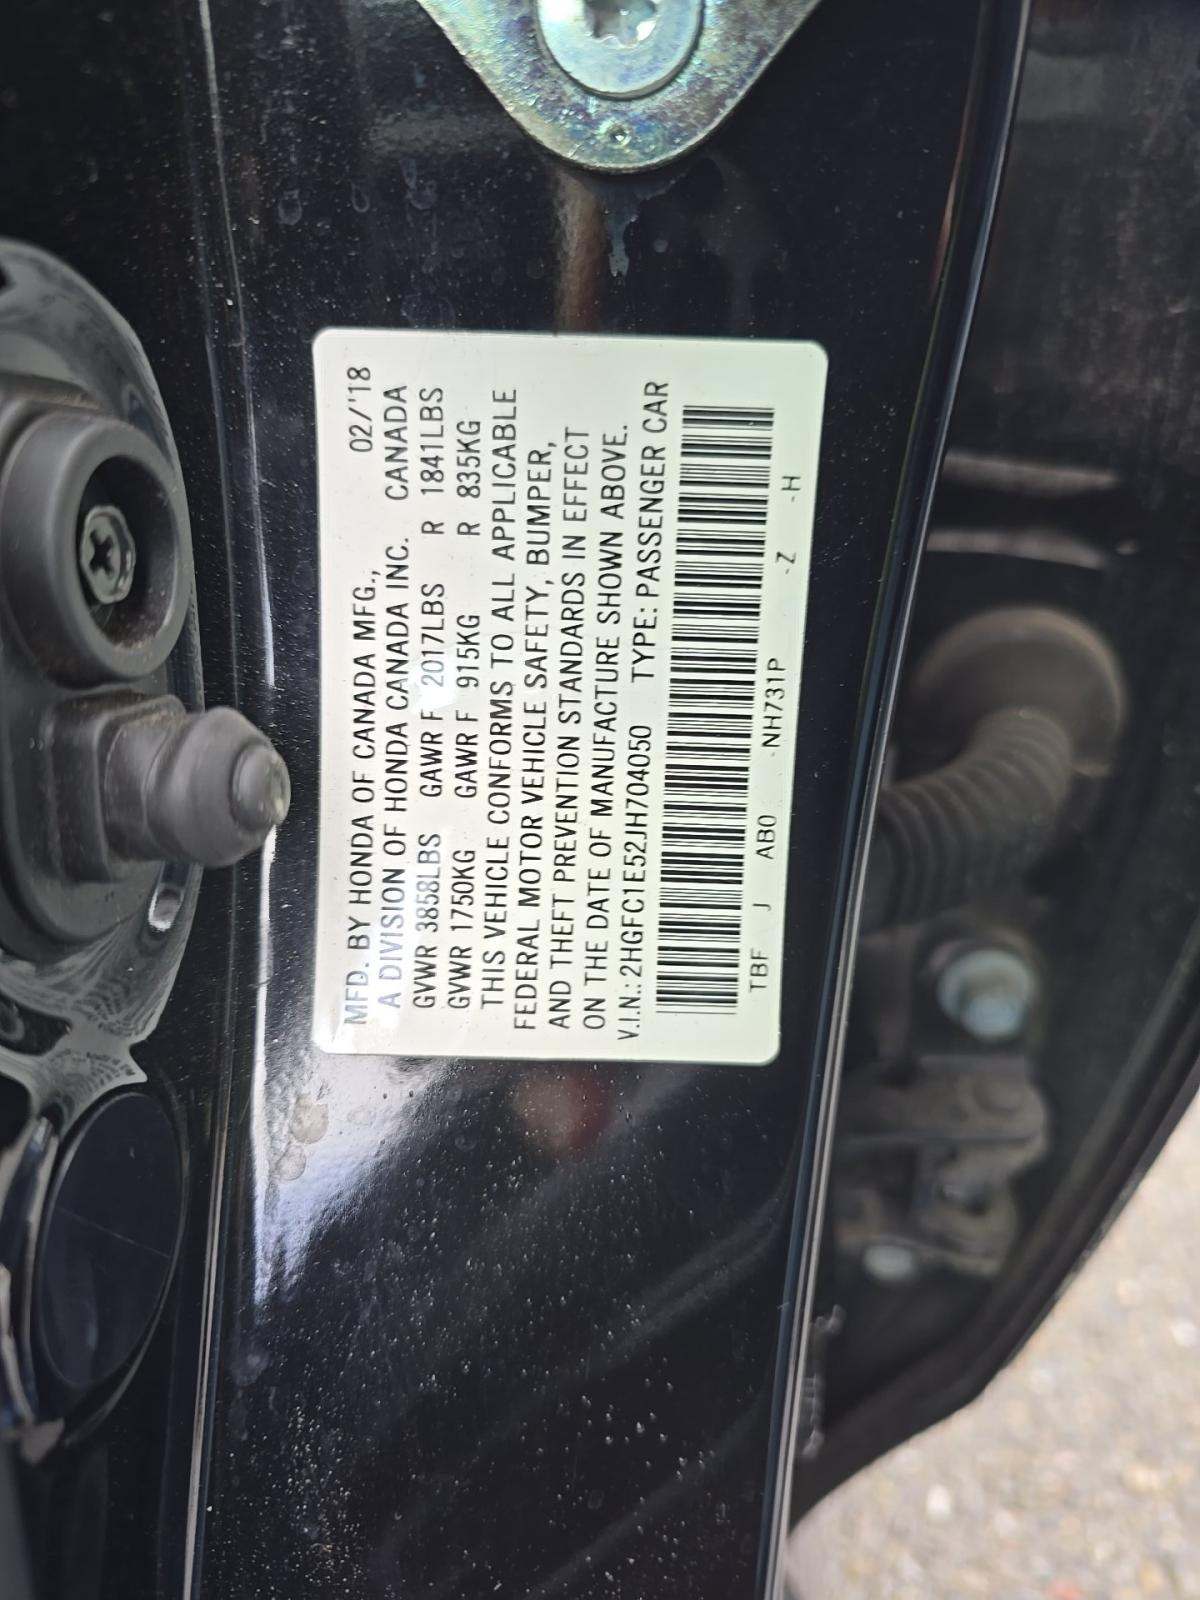 MFD. BY HONDA OF CANADA MFG., 02/'18
A DIVISION OF HONDA CANADA INC. CANADA
GVWR 3858LBS GAWR F 2017LBS R 1841LBS
GVWR 1750KG GAWR F 915KG R 835KG
THIS VEHICLE CONFORMS TO ALL APPLICABLE
FEDERAL MOTOR VEHICLE SAFETY, BUMPER,
AND THEFT PREVENTION STANDARDS IN EFFECT
ON THE DATE OF MANUFACTURE SHOWN ABOVE.
V.I.N.: 2HGFC1E52JH704050 TYPE: PASSENGER CAR
TBF J AB0 -NH731P -Z -H